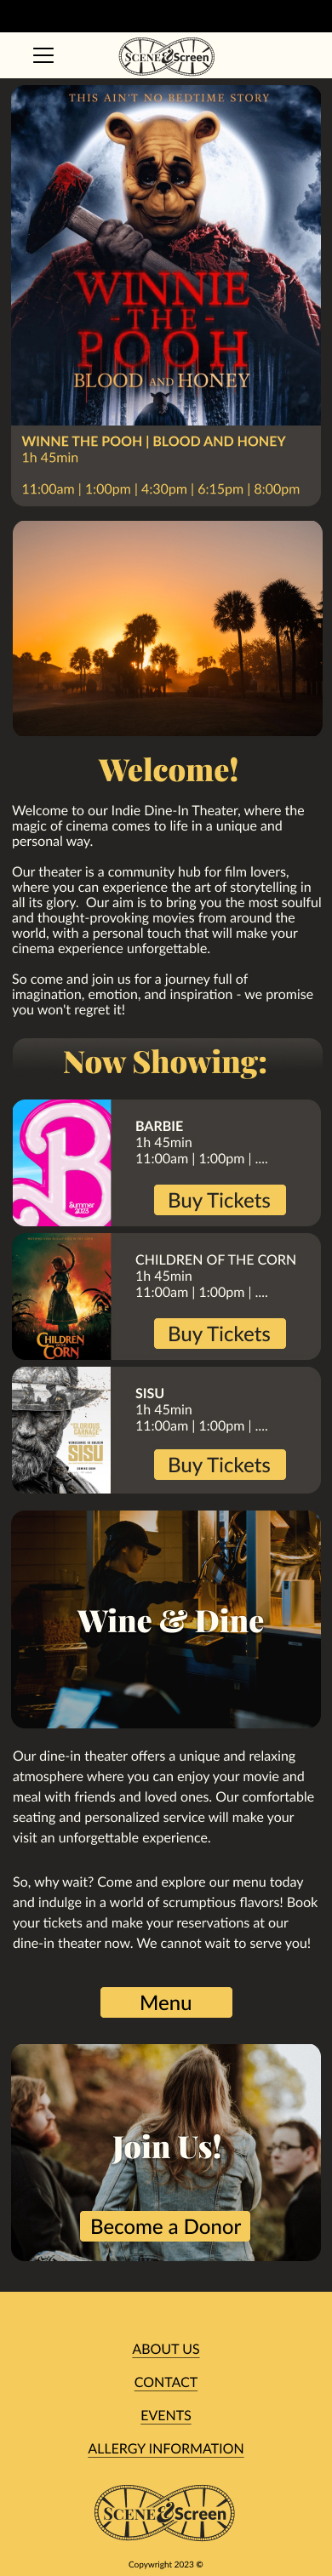 SCENE & Screen
THIS AIN'T NO BEDTIME STORY
WINNIE
-THE-
POOH
BLOOD AND HONEY
WINNE THE POOH | BLOOD AND HONEY
1h 45min
11:00am | 1:00pm | 4:30pm | 6:15pm | 8:00pm
Welcome!
Welcome to our Indie Dine-In Theater, where the
magic of cinema comes to life in a unique and
personal way.
Our theater is a community hub for film lovers,
where you can experience the art of storytelling in
all its glory.  Our aim is to bring you the most soulful
and thought-provoking movies from around the
world, with a personal touch that will make your
cinema experience unforgettable.
So come and join us for a journey full of
imagination, emotion, and inspiration - we promise
you won't regret it!
Now Showing:
B
Summer
2023
BARBIE
1h 45min
11:00am | 1:00pm | ....
Buy Tickets
CHILDREN
CORN
CHILDREN OF THE CORN
1h 45min
11:00am | 1:00pm | ....
Buy Tickets
SISU
SISU
1h 45min
11:00am | 1:00pm | ....
Buy Tickets
Wine & Dine
Our dine-in theater offers a unique and relaxing
atmosphere where you can enjoy your movie and
meal with friends and loved ones. Our comfortable
seating and personalized service will make your
visit an unforgettable experience.
So, why wait? Come and explore our menu today
and indulge in a world of scrumptious flavors! Book
your tickets and make your reservations at our
dine-in theater now. We cannot wait to serve you!
Menu
Join Us!
Become a Donor
ABOUT US
CONTACT
EVENTS
ALLERGY INFORMATION
SCENE & Screen
Copywright 2023 ©